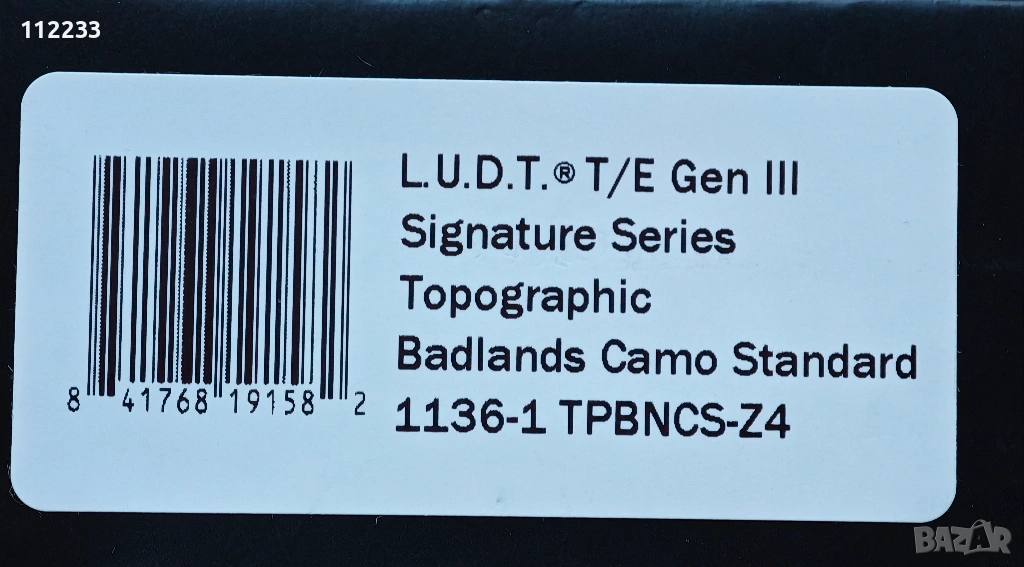 112233
L.U.D.T.® T/E Gen III
Signature Series
Topographic
Badlands Camo Standard
1136-1 TPBNCS-Z4
8 41768 19158 2
BAZAR